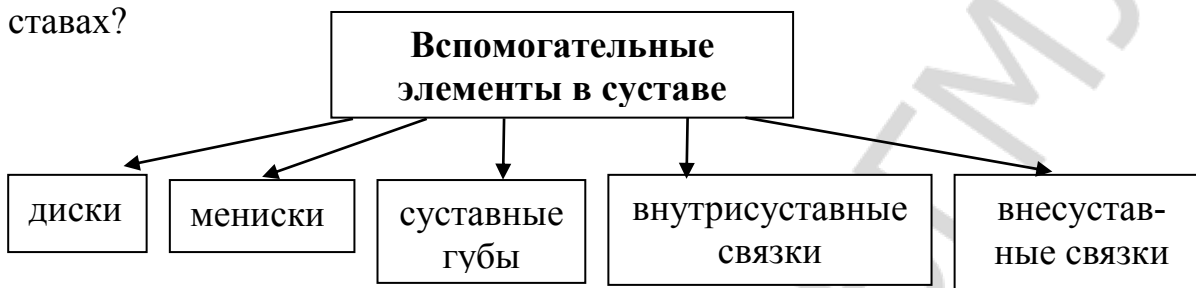 ставах?
Вспомогательные
элементы в суставе
диски
мениски
суставные
губы
внутрисуставные
связки
внесустав-
ные связки